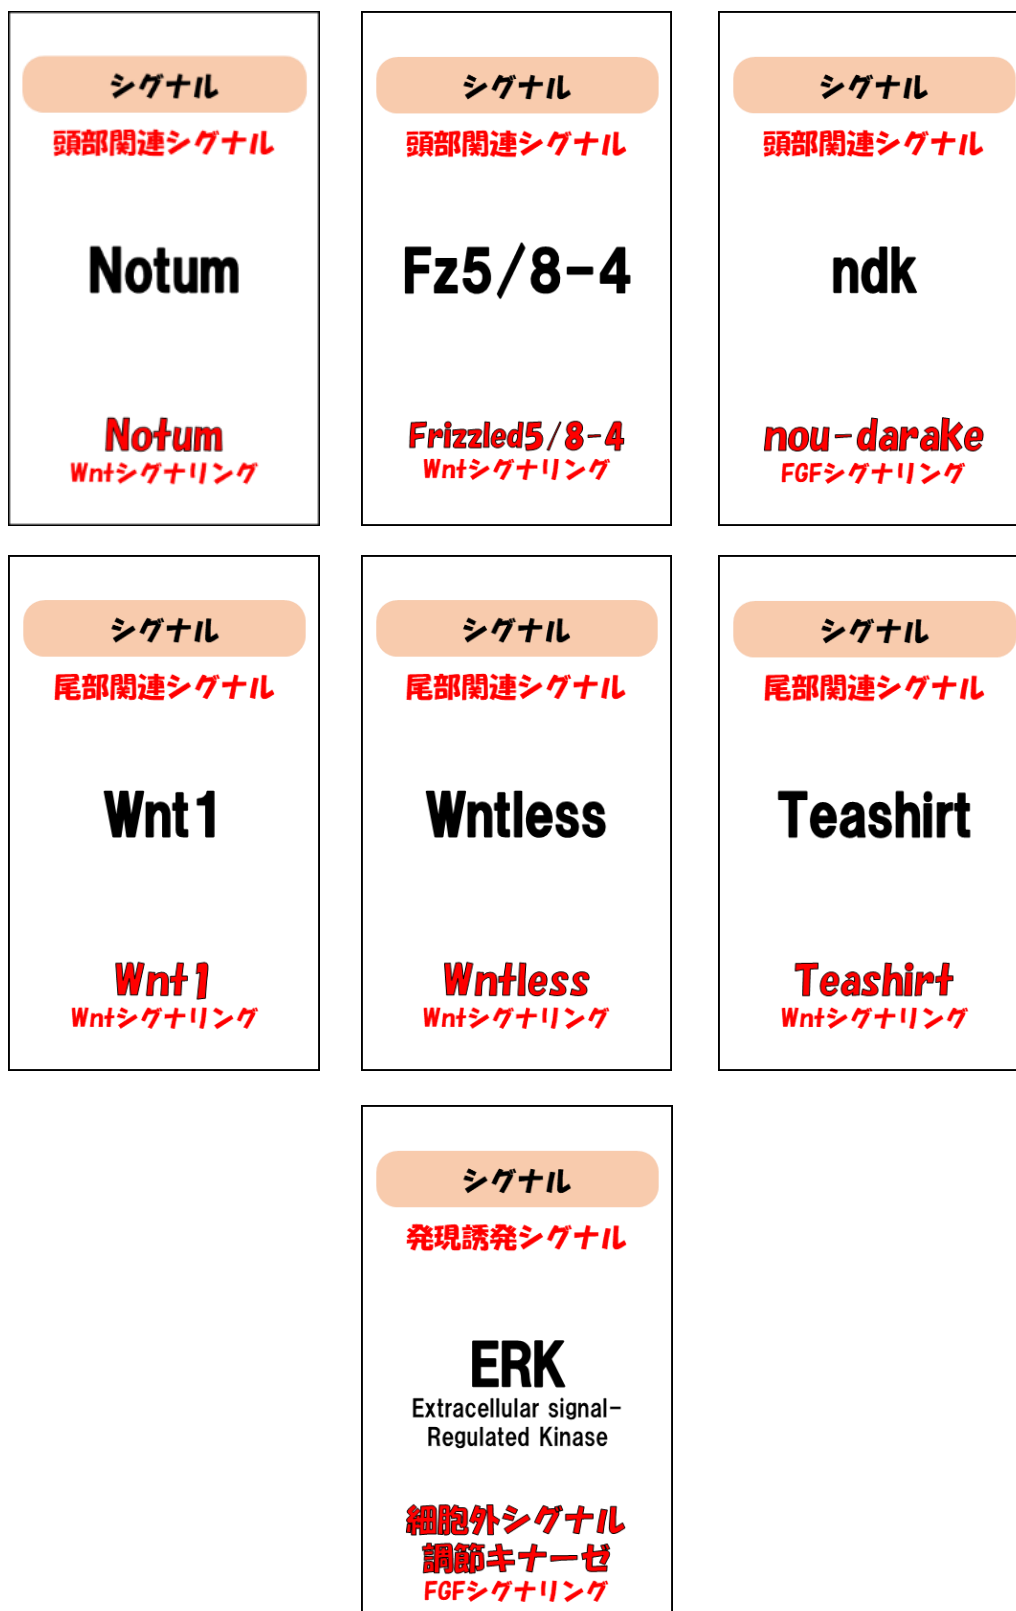 シグナル
頭部関連シグナル
Notum
Notum
Wntシグナリング
シグナル
頭部関連シグナル
Fz5/8-4
Frizzled5/8-4
Wntシグナリング
シグナル
頭部関連シグナル
ndk
nou-darake
FGFシグナリング
シグナル
尾部関連シグナル
Wnt1
Wnt1
Wntシグナリング
シグナル
尾部関連シグナル
Wntless
Wntless
Wntシグナリング
シグナル
尾部関連シグナル
Teashirt
Teashirt
Wntシグナリング
シグナル
発現誘発シグナル
ERK
Extracellular signal-
Regulated Kinase
細胞外シグナル
調節キナーゼ
FGFシグナリング